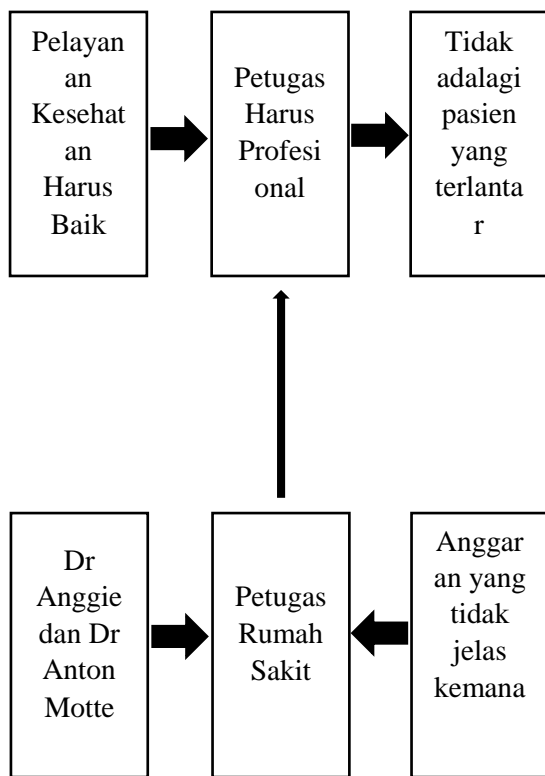 Pelayan
an
Kesehat
an
Harus
Baik
Petugas
Harus
Profesi
onal
Tidak
adalagi
pasien
yang
terlanta
r
Dr
Anggie
dan Dr
Anton
Motte
Petugas
Rumah
Sakit
Anggar
an yang
tidak
jelas
kemana